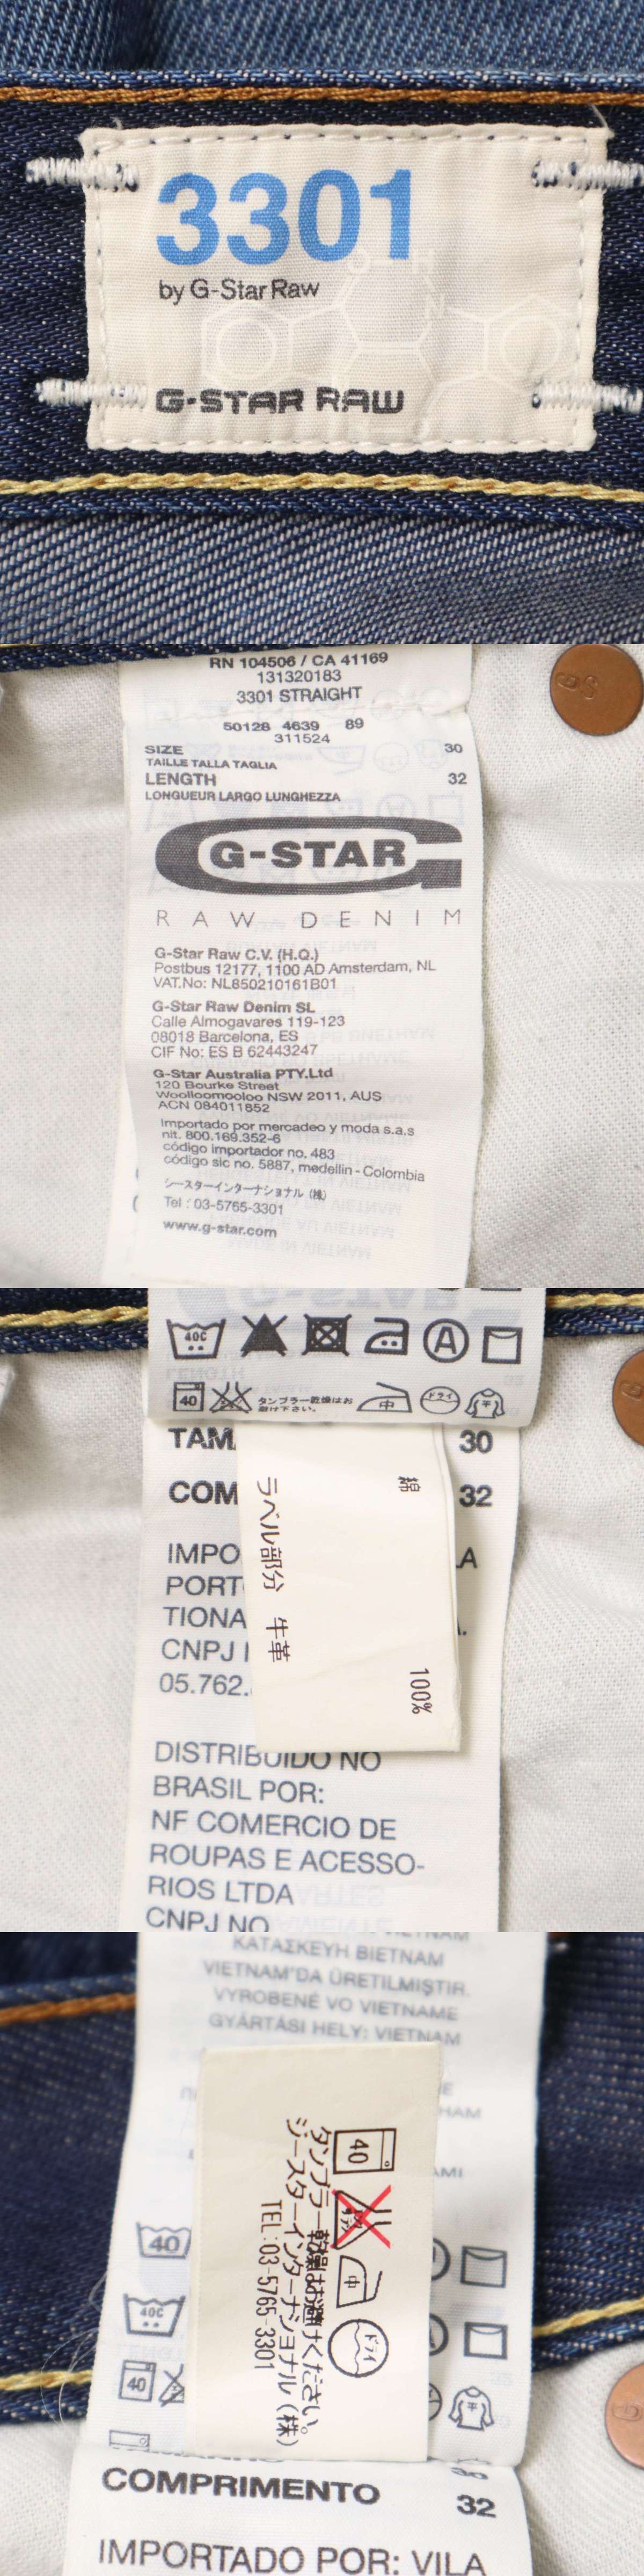 3301
by G-Star Raw
G-STAR RAW
RN 104506 / CA 41169
131320183
3301 STRAIGHT
50128 4639 89
311524
SIZE 30
TAILLE TALLA TAGLIA
LENGTH 32
LONGUEUR LARGO LUNGHEZZA
G-STAR
RAW DENIM
G-Star Raw C.V. (H.Q.)
Postbus 12177, 1100 AD Amsterdam, NL
VAT.No: NL850210161B01
G-Star Raw Denim SL
Calle Almogavares 119-123
08018 Barcelona, ES
CIF No: ES B 62443247
G-Star Australia PTY.Ltd
120 Bourke Street
Woolloomooloo NSW 2011, AUS
ACN 084011852
Importado por mercadeo y moda s.a.s
nit. 800.169.352-6
código importador no. 483
código sic no. 5887, medellin - Colombia
ジースターインターナショナル (株)
Tel : 03-5765-3301
www.g-star.com
40C
A
40
タンブラー乾燥はお
避け下さい。
中
ドライ
30
32
綿 100%
ラベル部分 牛革
05.762.
DISTRIBUIDO NO
BRASIL POR:
NF COMERCIO DE
ROUPAS E ACESSO-
RIOS LTDA
CNPJ NO
VIETNAM
ΚΑΤΑΣΚΕΥΗ ΒΙΕΤΝΑΜ
VIETNAM'DA ÜRETILMIŞTIR.
VYROBENÉ VO VIETNAME
GYÁRTÁSI HELY: VIETNAM
40
中
ドライ
タンブラー乾燥はお避けください。
ジースターインターナショナル (株)
TEL:03-5765-3301
40
40C
40
COMPRIMENTO 32
IMPORTADO POR: VILA